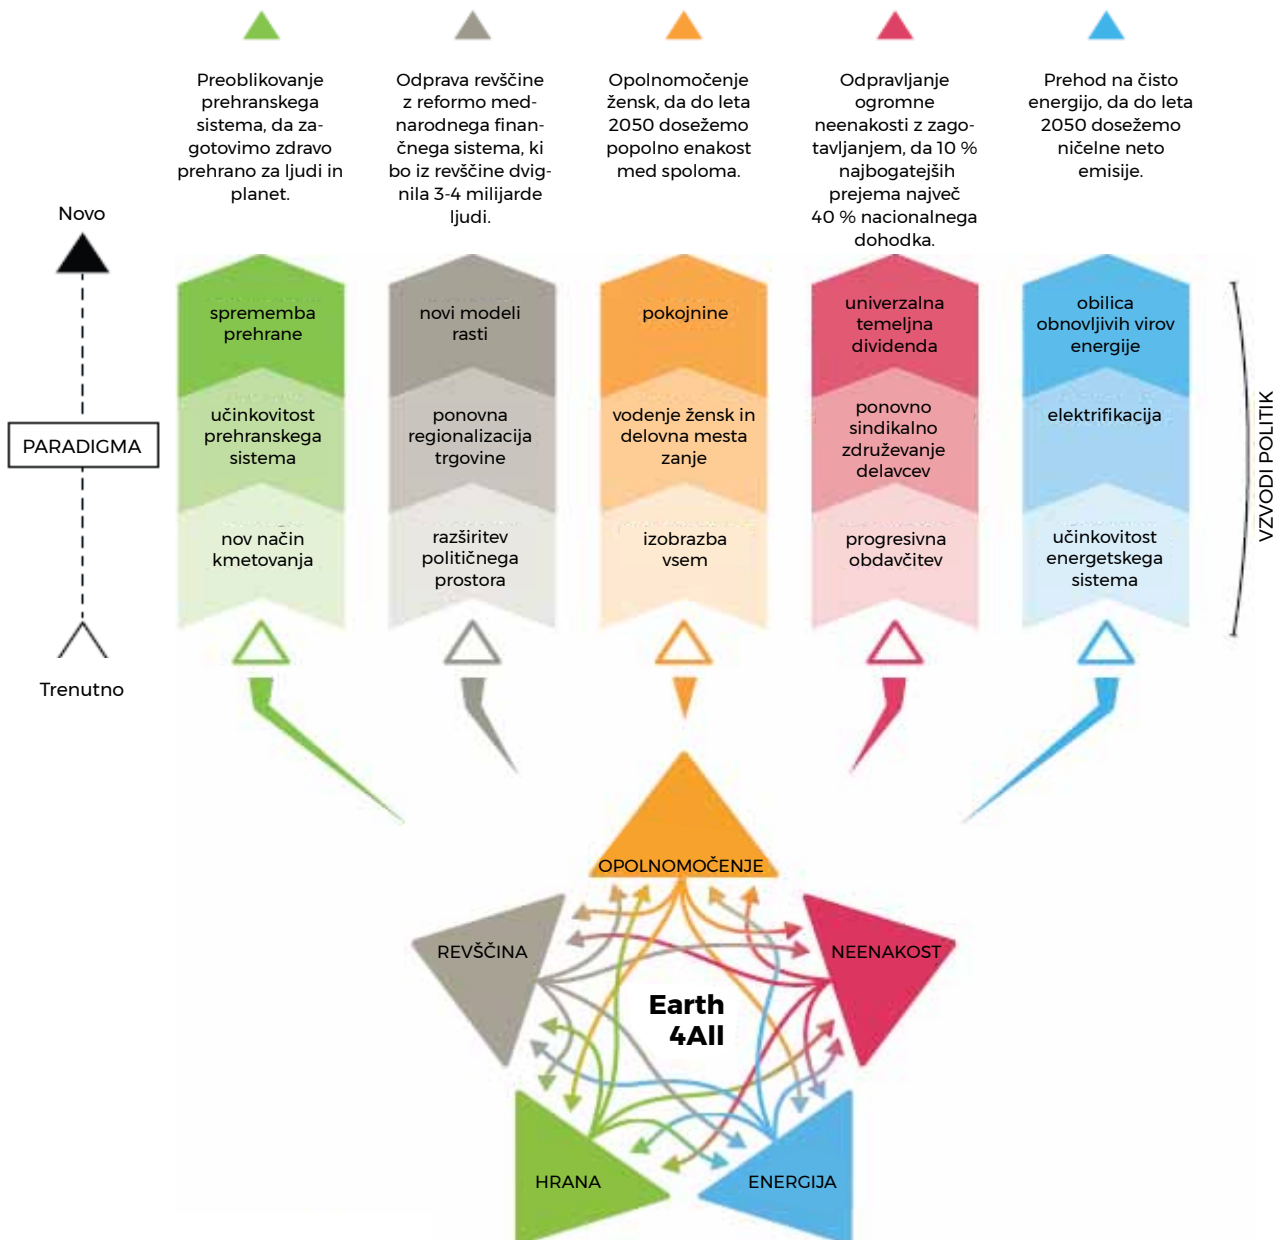 Preoblikovanje
prehranskega
sistema, da za-
gotovimo zdravo
prehrano za ljudi in
planet.
Odprava revščine
z reformo med-
narodnega finan-
čnega sistema, ki
bo iz revščine dvig-
nila 3-4 milijarde
ljudi.
Opolnomočenje
žensk, da do leta
2050 dosežemo
popolno enakost
med spoloma.
Odpravljanje
ogromne
neenakosti z zago-
tavljanjem, da 10 %
najbogatejših
prejema največ
40 % nacionalnega
dohodka.
Prehod na čisto
energijo, da do leta
2050 dosežemo
ničelne neto
emisije.
Novo
PARADIGMA
Trenutno
sprememba
prehrane
učinkovitost
prehranskega
sistema
nov način
kmetovanja
novi modeli
rasti
ponovna
regionalizacija
trgovine
razširitev
političnega
prostora
pokojnine
vodenje žensk in
delovna mesta
zanje
izobrazba
vsem
univerzalna
temeljna
dividenda
ponovno
sindikalno
združevanje
delavcev
progresivna
obdavčitev
obilica
obnovljivih virov
energije
elektrifikacija
učinkovitost
energetskega
sistema
VZVODI POLITIK
OPOLNOMOČENJE
REVŠČINA
NEENAKOST
Earth
4All
HRANA
ENERGIJA